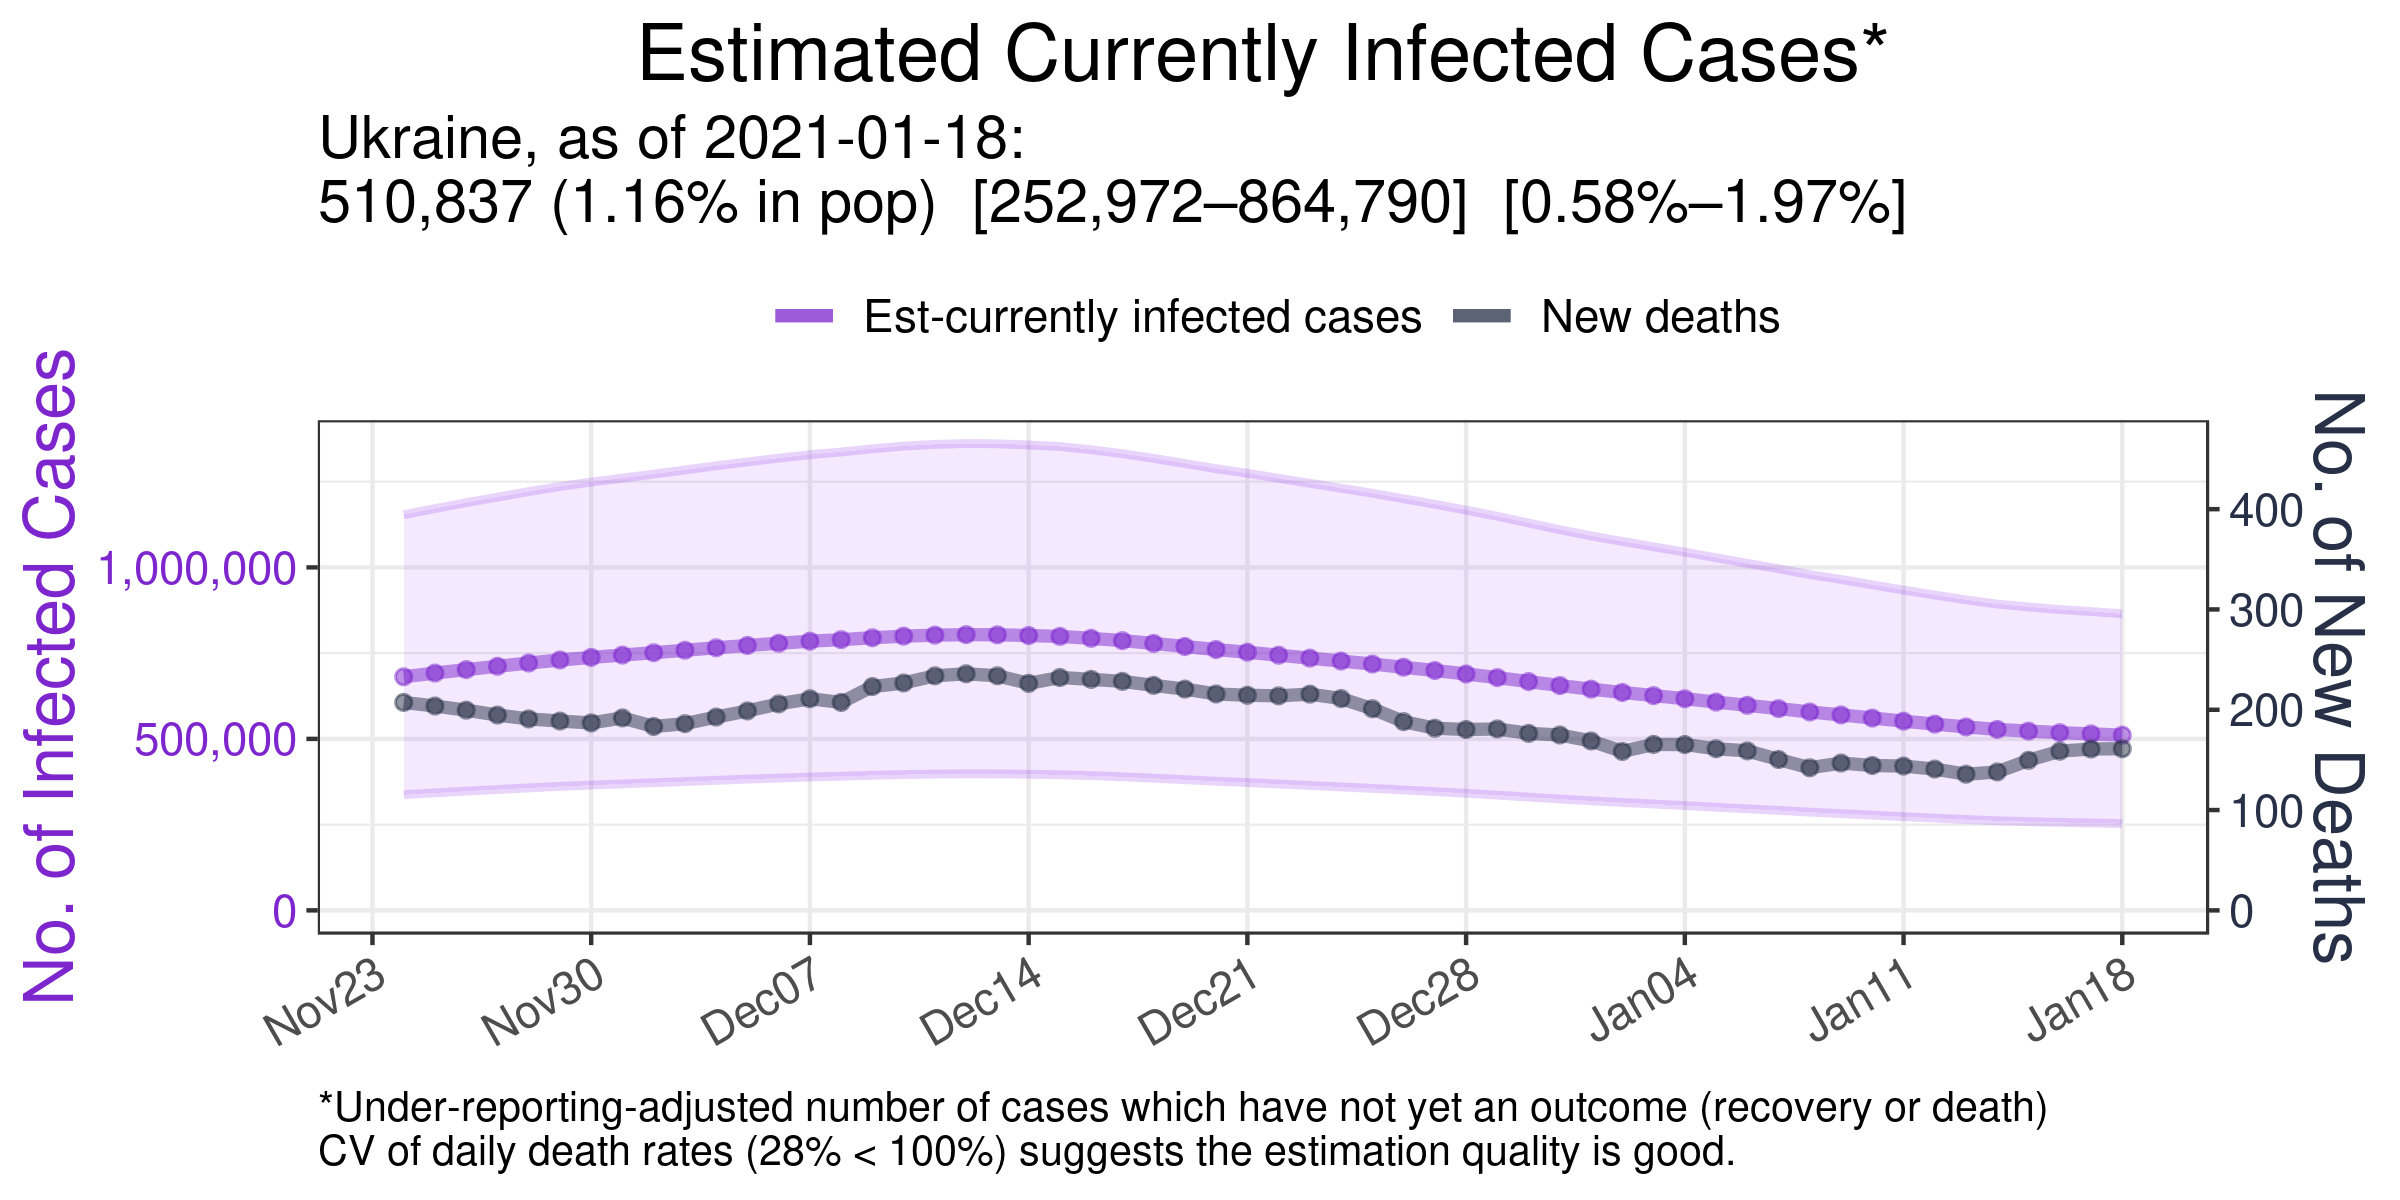 Estimated Currently Infected Cases*
Ukraine, as of 2021-01-18:
510,837 (1.16% in pop)  [252,972–864,790]  [0.58%–1.97%]
Est-currently infected cases
New deaths
No. of Infected Cases
1,000,000
500,000
0
No. of New Deaths
400
300
200
100
0
Nov23
Nov30
Dec07
Dec14
Dec21
Dec28
Jan04
Jan11
Jan18
*Under-reporting-adjusted number of cases which have not yet an outcome (recovery or death)
CV of daily death rates (28% < 100%) suggests the estimation quality is good.